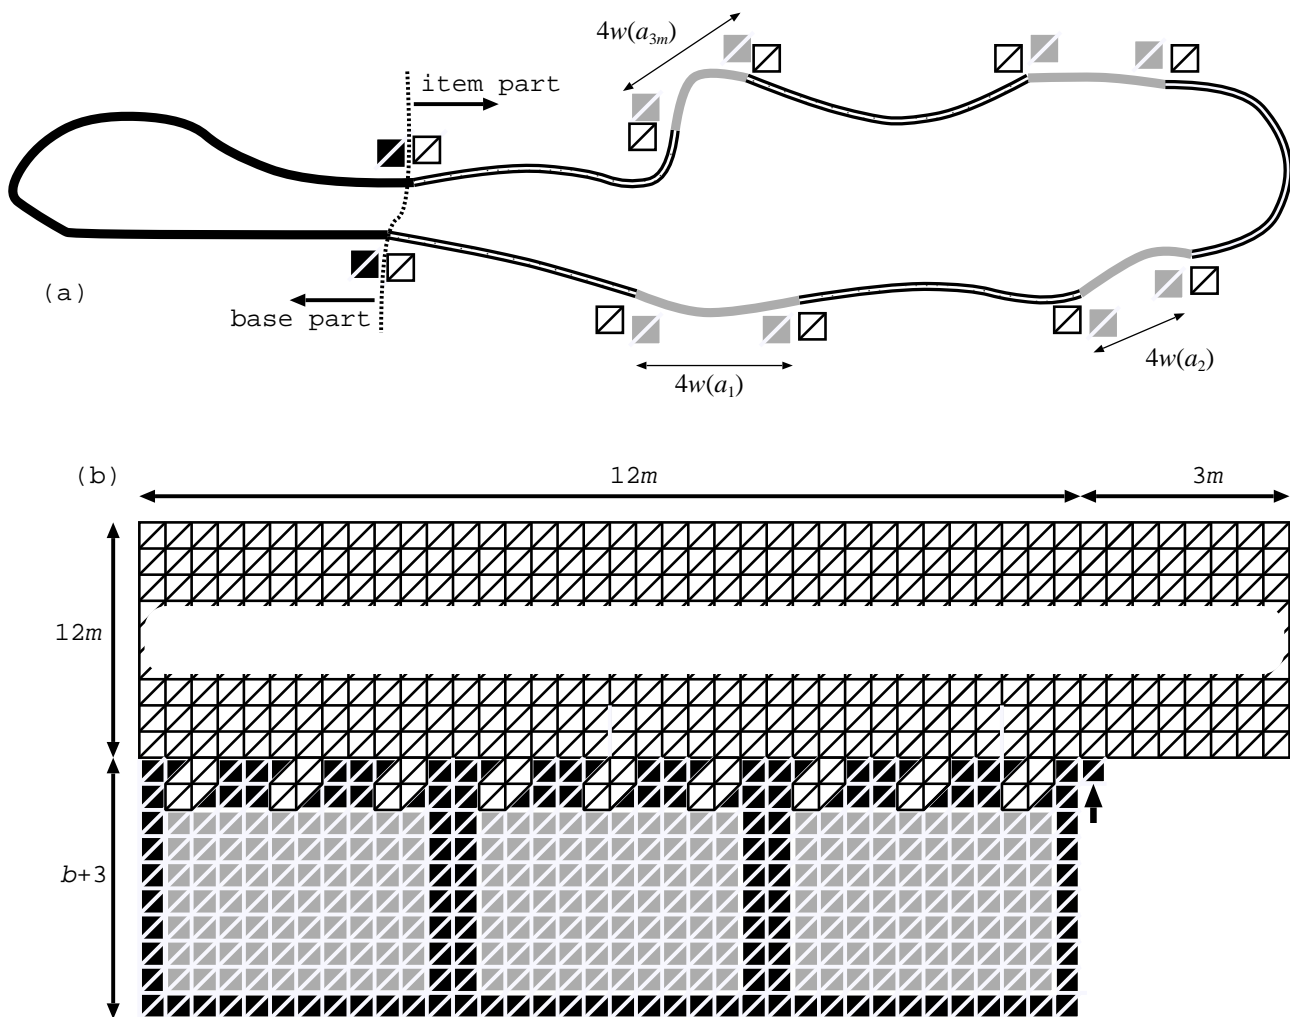 4w(a3m)
item part
(a)
base part
4w(a1)
4w(a2)
(b)
12m
3m
12m
b+3